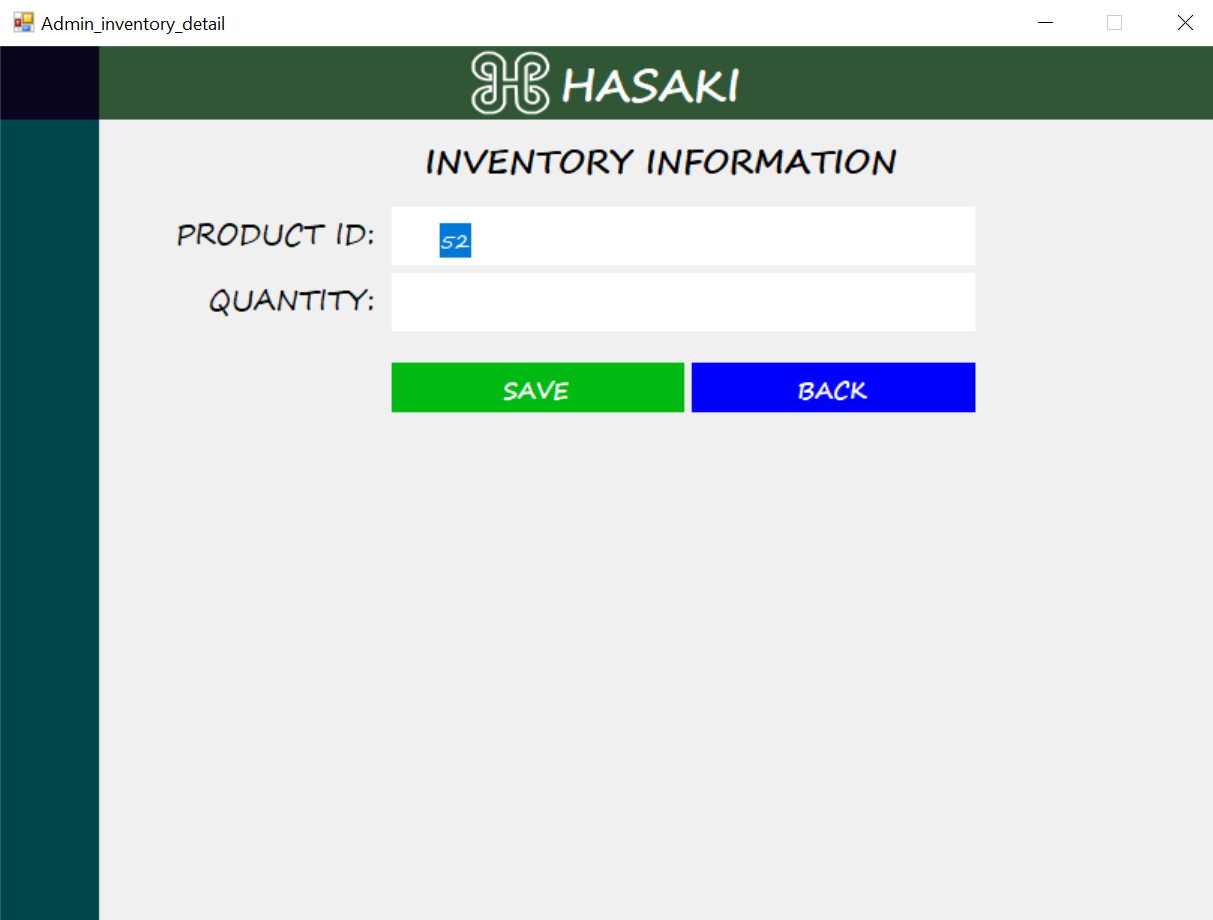 Admin_inventory_detail
HASAKI
INVENTORY INFORMATION
PRODUCT ID: 52
QUANTITY:
SAVE BACK